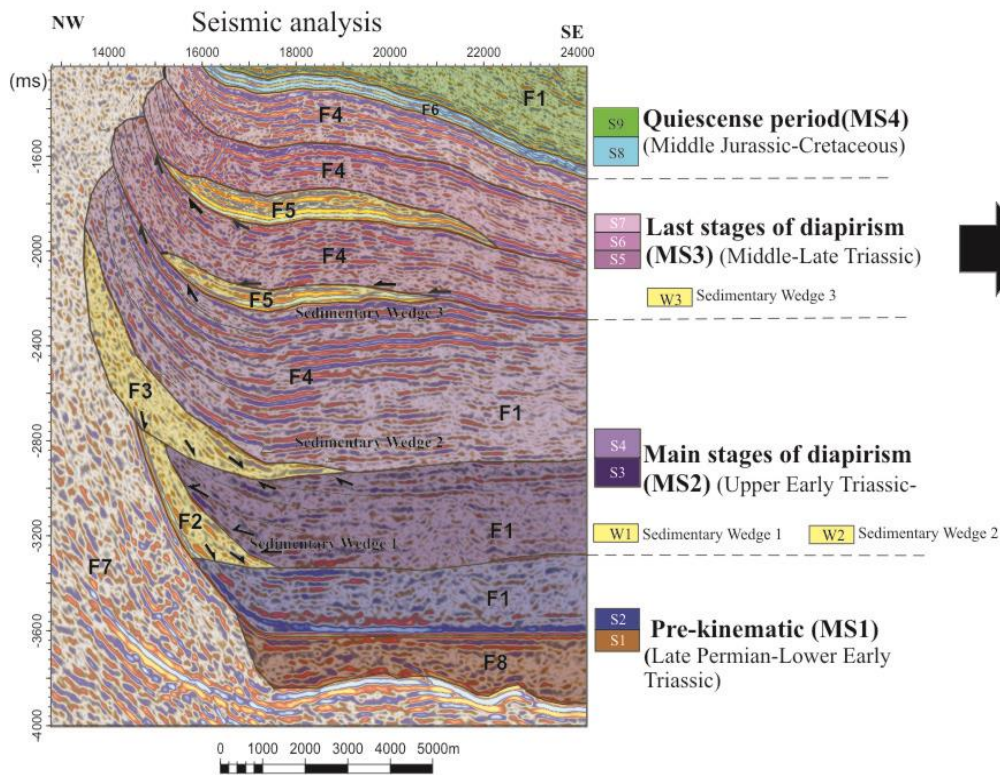 Seismic analysis
NW
SE
14000 15000 16000 18000 20000 22000 24000
(ms)
-1600
-2000
-2400
-2800
-3200
-3600
-4000
F1
F6
F4
F4
F5
F4
F5
Sedimentary Wedge 3
F4
F1
F3
Sedimentary Wedge 2
F2
Sedimentary Wedge 1
F1
F7
F1
F8
0 1000 2000 3000 4000 5000m
S9
S8
Quiescense period(MS4)
(Middle Jurassic-Cretaceous)
S7
S6
S5
Last stages of diapirism
(MS3) (Middle-Late Triassic)
W3 Sedimentary Wedge 3
S4
S3
Main stages of diapirism
(MS2) (Upper Early Triassic-
W1 Sedimentary Wedge 1
W2 Sedimentary Wedge 2
S2
S1
Pre-kinematic (MS1)
(Late Permian-Lower Early
Triassic)